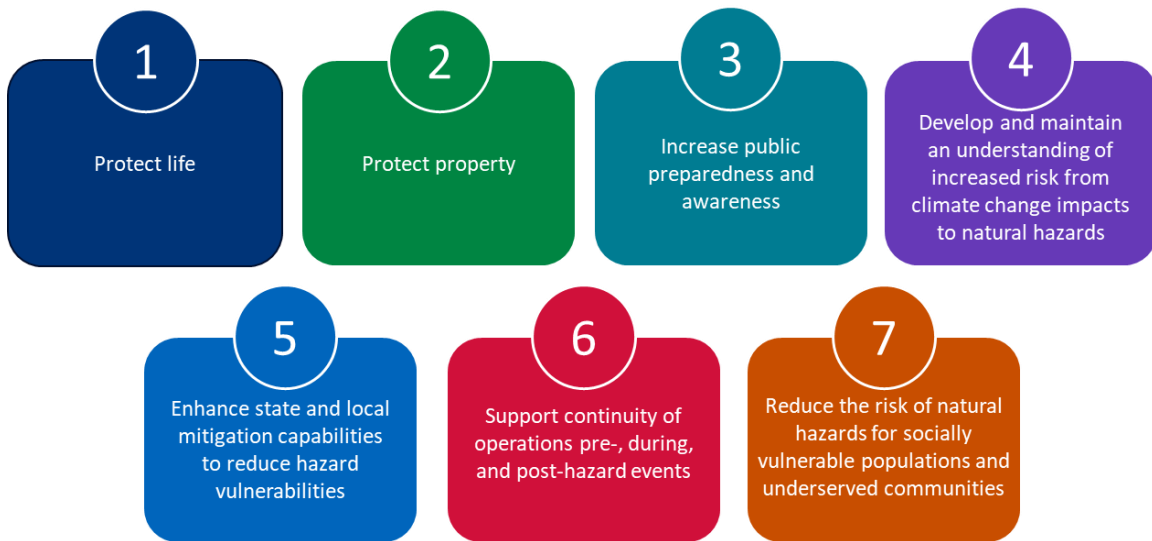 1
Protect life
2
Protect property
3
Increase public
preparedness and
awareness
4
Develop and maintain
an understanding of
increased risk from
climate change impacts
to natural hazards
5
Enhance state and local
mitigation capabilities
to reduce hazard
vulnerabilities
6
Support continuity of
operations pre-, during,
and post-hazard events
7
Reduce the risk of natural
hazards for socially
vulnerable populations and
underserved communities